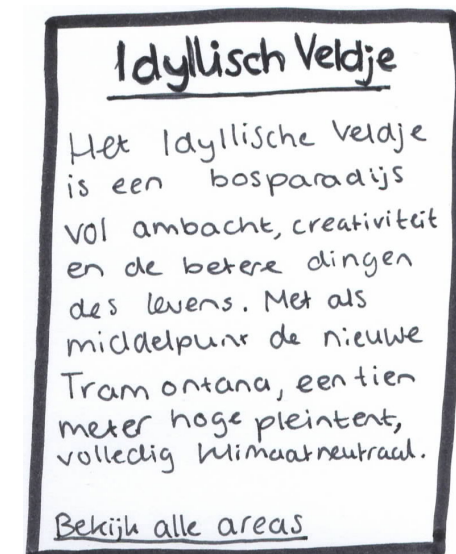 Idyllisch Veldje
Het Idyllische Veldje
is een bosparadijs
vol ambacht, creativiteit
en de betere dingen
des levens. Met als
middelpunt de nieuwe
Tramontana, een tien
meter hoge pleintent,
volledig klimaatneutraal.
Bekijk alle areas